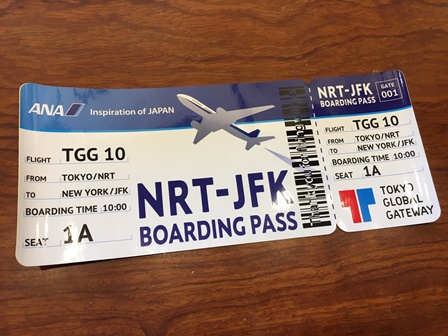 ANA Inspiration of JAPAN
FLIGHT TGG 10
FROM TOKYO/NRT
TO NEW YORK/JFK
BOARDING TIME 10:00
SEAT 1A
NRT-JFK
BOARDING PASS
NRT-JFK
BOARDING PASS
GATE
001
FLIGHT TGG 10
FROM TOKYO/NRT
TO NEW YORK/JFK
BOARDING TIME 10:00
SEAT 1A
TOKYO
GLOBAL
GATEWAY